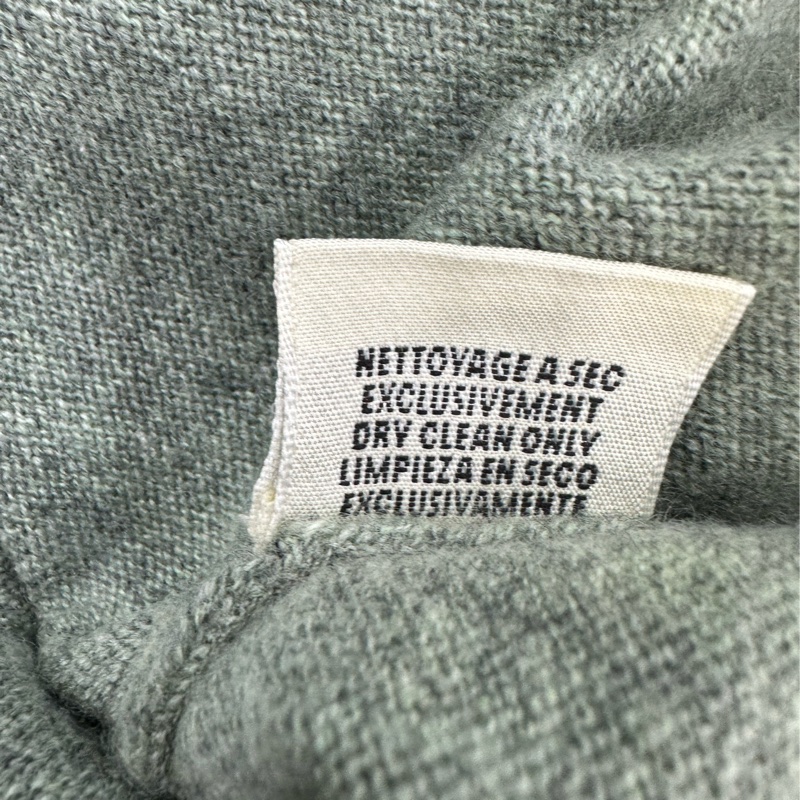 NETTOYAGE A SEC
EXCLUSIVEMENT
DRY CLEAN ONLY
LIMPIEZA EN SECO
EXCLUSIVAMENTE